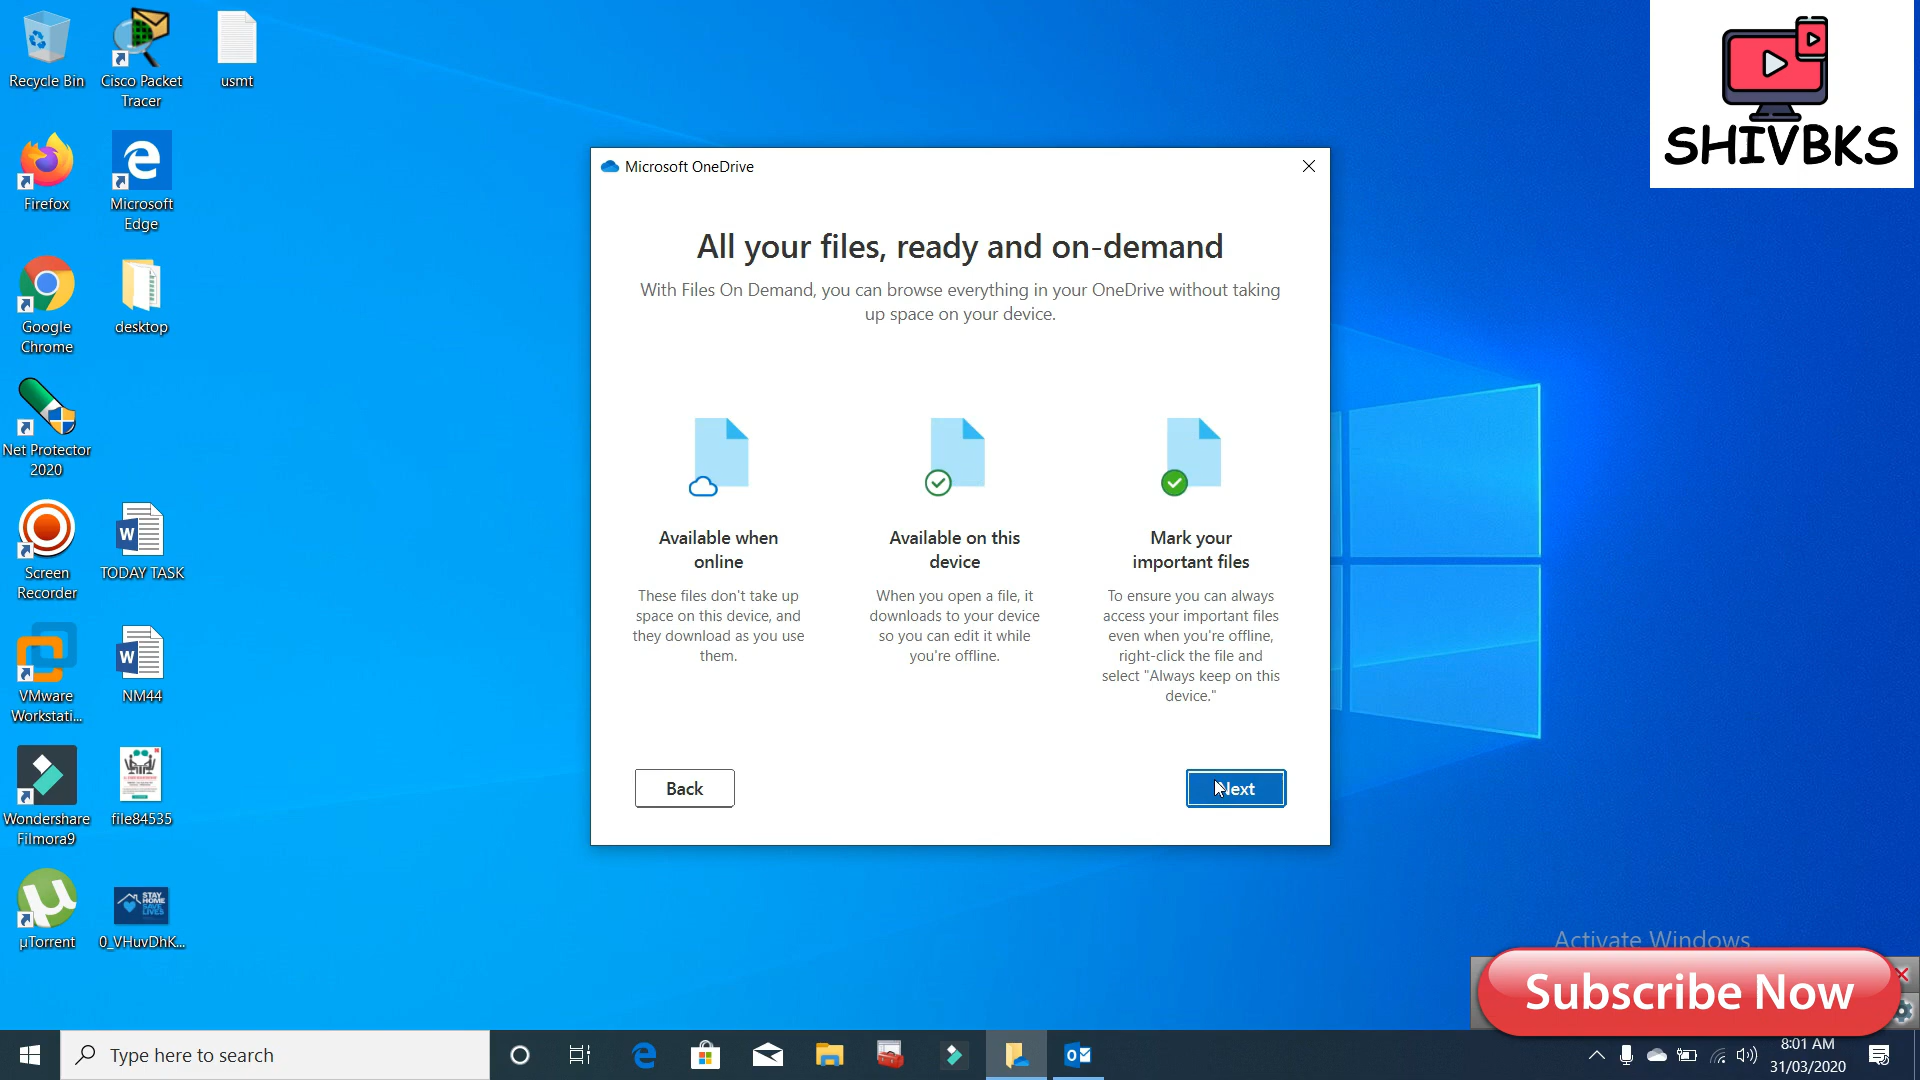 Recycle Bin
Cisco Packet
Tracer
usmt
SHIVBKS
Firefox
Microsoft
Edge
Google
Chrome
desktop
Net Protector
2020
Screen
Recorder
TODAY TASK
VMware
Workstati...
NM44
Wondershare
Filmora9
file84535
µTorrent
STAY
HOME
SAVE
LIVES
0_VHuvDhK...
Microsoft OneDrive
All your files, ready and on-demand
With Files On Demand, you can browse everything in your OneDrive without taking
up space on your device.
Available when
online
These files don't take up
space on this device, and
they download as you use
them.
Available on this
device
When you open a file, it
downloads to your device
so you can edit it while
you're offline.
Mark your
important files
To ensure you can always
access your important files
even when you're offline,
right-click the file and
select "Always keep on this
device."
Back
Next
Activate Windows
Subscribe Now
Type here to search
8:01 AM
31/03/2020